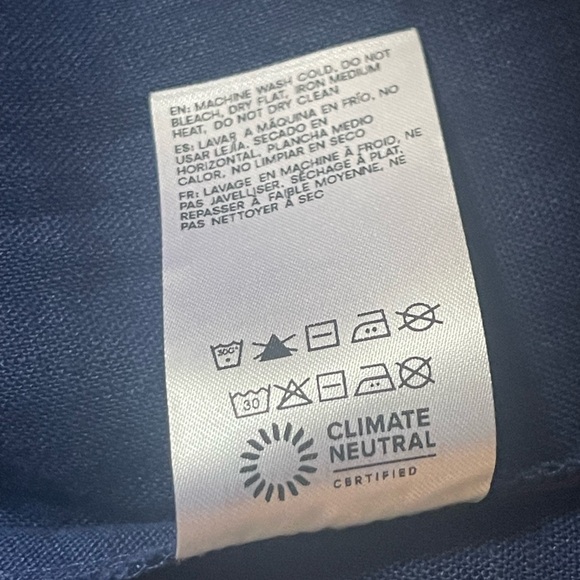 EN: MACHINE WASH COLD, DO NOT
BLEACH, DRY FLAT, IRON MEDIUM
HEAT, DO NOT DRY CLEAN
ES: LAVAR A MÁQUINA EN FRÍO, NO
USAR LEJÍA, SECADO EN
HORIZONTAL, PLANCHA MEDIO
CALOR, NO LIMPIAR EN SECO
FR: LAVAGE EN MACHINE À FROID, NE
PAS JAVELLISER, SÉCHAGE À PLAT,
REPASSER À FAIBLE MOYENNE, NE
PAS NETTOYER À SEC
30
CLIMATE
NEUTRAL
CERTIFIED